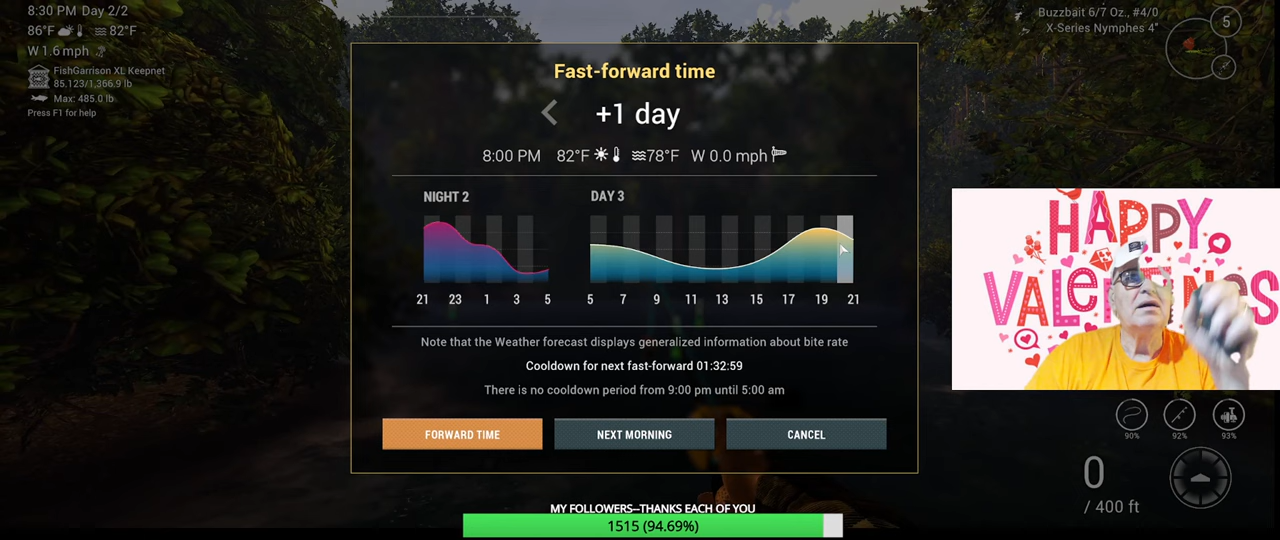 8:30 PM Day 2/2
86°F 82°F
W 1.6 mph
FishGarrison XL Keepnet
85.123/1,366.9 lb
Max: 485.0 lb
Press F1 for help
Buzzbait 6/7 Oz., #4/0
X-Series Nymphes 4"
5
Fast-forward time
+1 day
8:00 PM 82°F 78°F W 0.0 mph
NIGHT 2 DAY 3
21 23 1 3 5 5 7 9 11 13 15 17 19 21
Note that the Weather forecast displays generalized information about bite rate
Cooldown for next fast-forward 01:32:59
There is no cooldown period from 9:00 pm until 5:00 am
FORWARD TIME NEXT MORNING CANCEL
HAPPY
90% 92% 93%
0
/ 400 ft
MY FOLLOWERS--THANKS EACH OF YOU
1515 (94.69%)